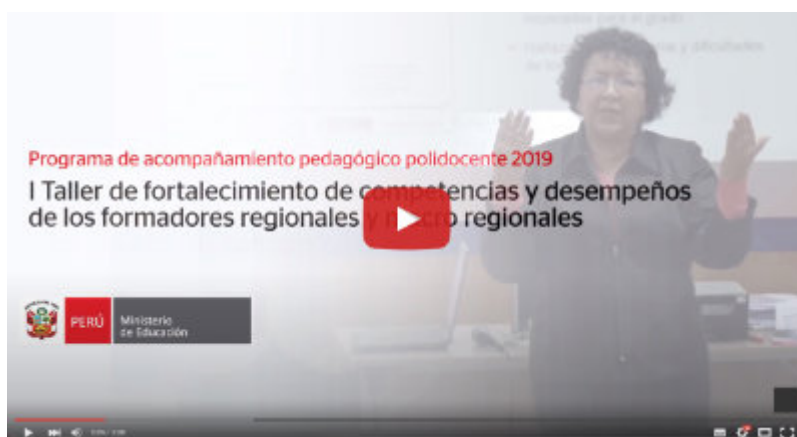 Programa de acompañamiento pedagógico polidocente 2019
I Taller de fortalecimiento de competencias y desempeños
de los formadores regionales y macro regionales
PERÚ
Ministerio
de Educación